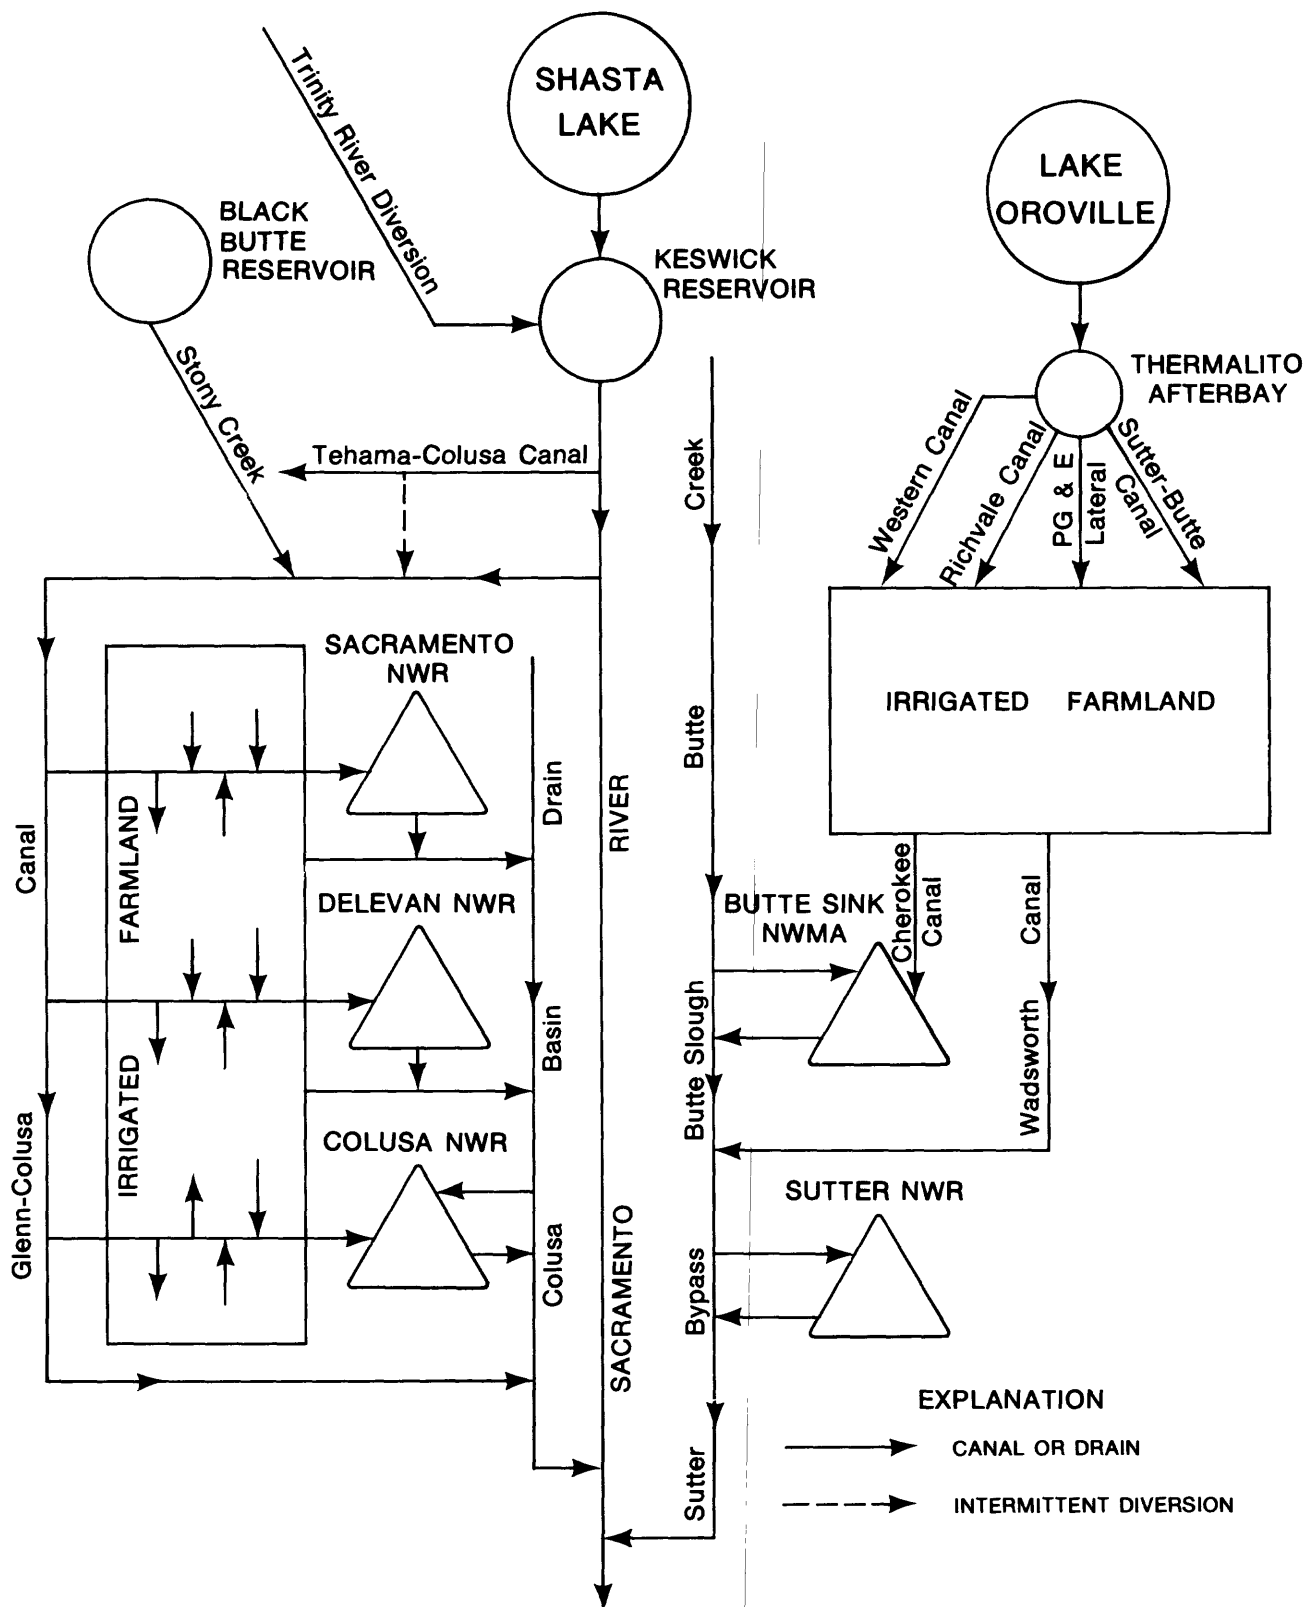 SHASTA
LAKE
Trinity River Diversion
LAKE
OROVILLE
BLACK
BUTTE
RESERVOIR
KESWICK
RESERVOIR
THERMALITO
AFTERBAY
Stony Creek
Tehama-Colusa Canal
Western Canal
Richvale Canal
PG & E
Lateral
Sutter-Butte
Canal
Creek
Butte
SACRAMENTO
NWR
IRRIGATED FARMLAND
Canal
Glenn-Colusa
FARMLAND
IRRIGATED
Drain
Basin
Colusa
RIVER
SACRAMENTO
DELEVAN NWR
COLUSA NWR
BUTTE SINK
NWMA
Cherokee
Canal
Canal
Wadsworth
Butte Slough
SUTTER NWR
Bypass
Sutter
EXPLANATION
CANAL OR DRAIN
INTERMITTENT DIVERSION